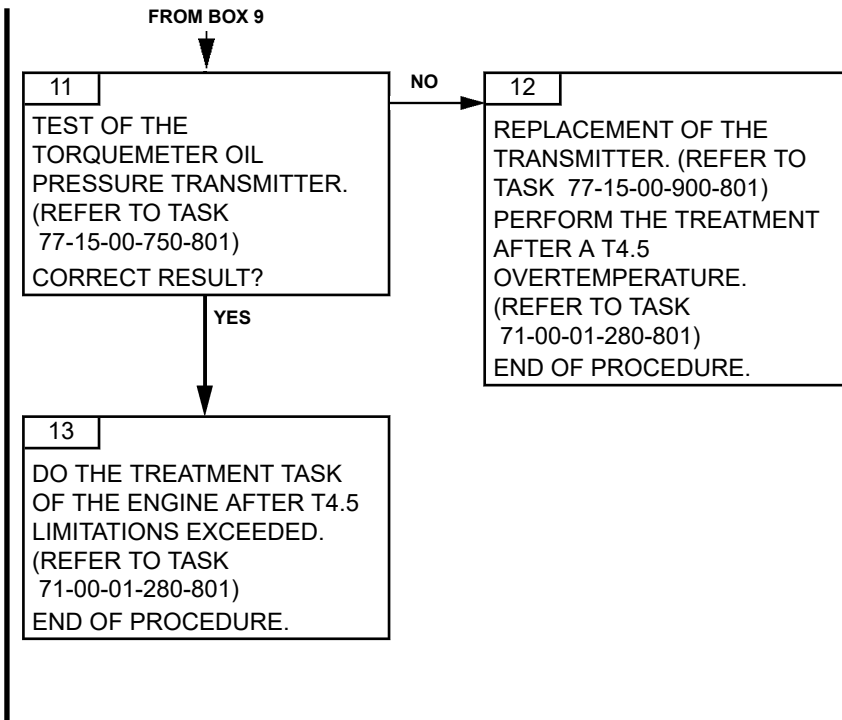 FROM BOX 9
11
TEST OF THE
TORQUEMETER OIL
PRESSURE TRANSMITTER.
(REFER TO TASK
77-15-00-750-801)
CORRECT RESULT?
NO
12
REPLACEMENT OF THE
TRANSMITTER. (REFER TO
TASK 77-15-00-900-801)
PERFORM THE TREATMENT
AFTER A T4.5
OVERTEMPERATURE.
(REFER TO TASK
71-00-01-280-801)
END OF PROCEDURE.
YES
13
DO THE TREATMENT TASK
OF THE ENGINE AFTER T4.5
LIMITATIONS EXCEEDED.
(REFER TO TASK
71-00-01-280-801)
END OF PROCEDURE.